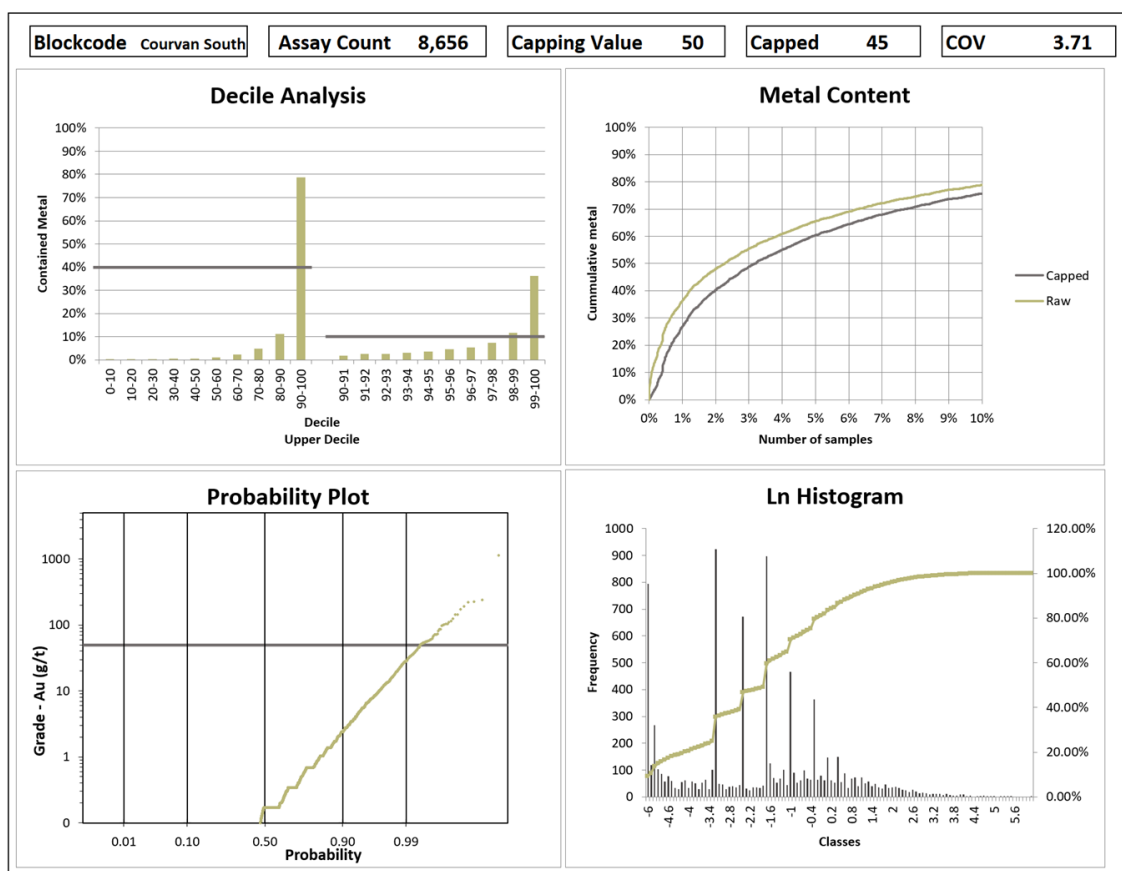 Blockcode Courvan South
Assay Count 8,656
Capping Value 50
Capped 45
COV 3.71
Decile Analysis
100%
90%
80%
70%
60%
50%
40%
30%
20%
10%
0%
Contained Metal
0-10 10-20 20-30 30-40 40-50 50-60 60-70 70-80 80-90 90-100 90-91 91-92 92-93 93-94 94-95 95-96 96-97 97-98 98-99 99-100
Decile
Upper Decile
Metal Content
100%
90%
80%
70%
60%
50%
40%
30%
20%
10%
0%
Cummulative metal
0% 1% 2% 3% 4% 5% 6% 7% 8% 9% 10%
Number of samples
Capped
Raw
Probability Plot
1000
100
10
1
0
Grade - Au (g/t)
0.01 0.10 0.50 0.90 0.99
Probability
Ln Histogram
1000
900
800
700
600
500
400
300
200
100
0
Frequency
120.00%
100.00%
80.00%
60.00%
40.00%
20.00%
0.00%
-6 -4.6 -4 -3.4 -2.8 -2.2 -1.6 -1 -0.4 0.2 0.8 1.4 2 2.6 3.2 3.8 4.4 5 5.6
Classes